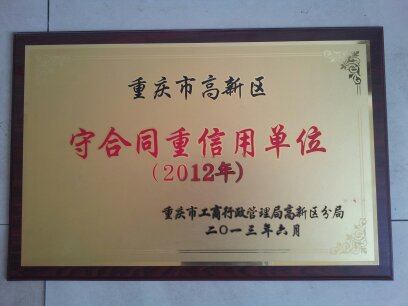 重庆市高新区
守合同重信用单位
(2012年)
重庆市工商行政管理局高新区分局
二〇一三年六月